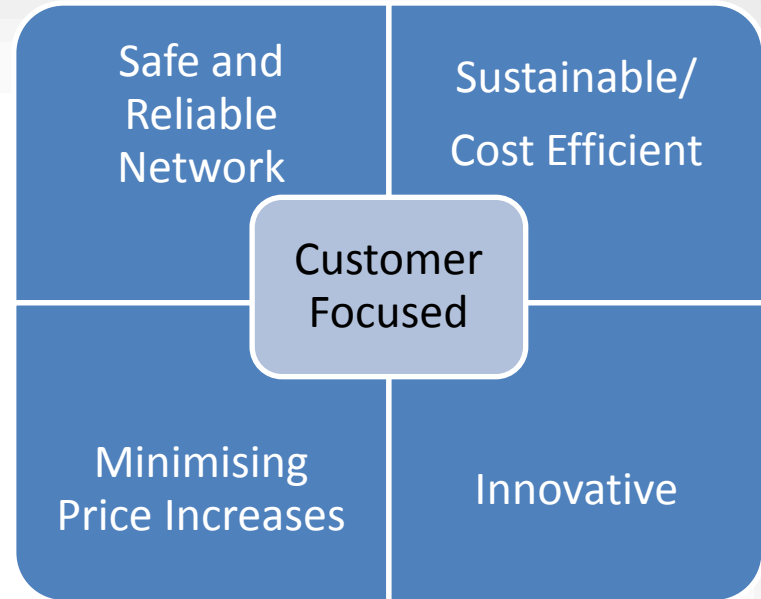 Safe and
Reliable
Network
Sustainable/
Cost Efficient
Customer
Focused
Minimising
Price Increases
Innovative